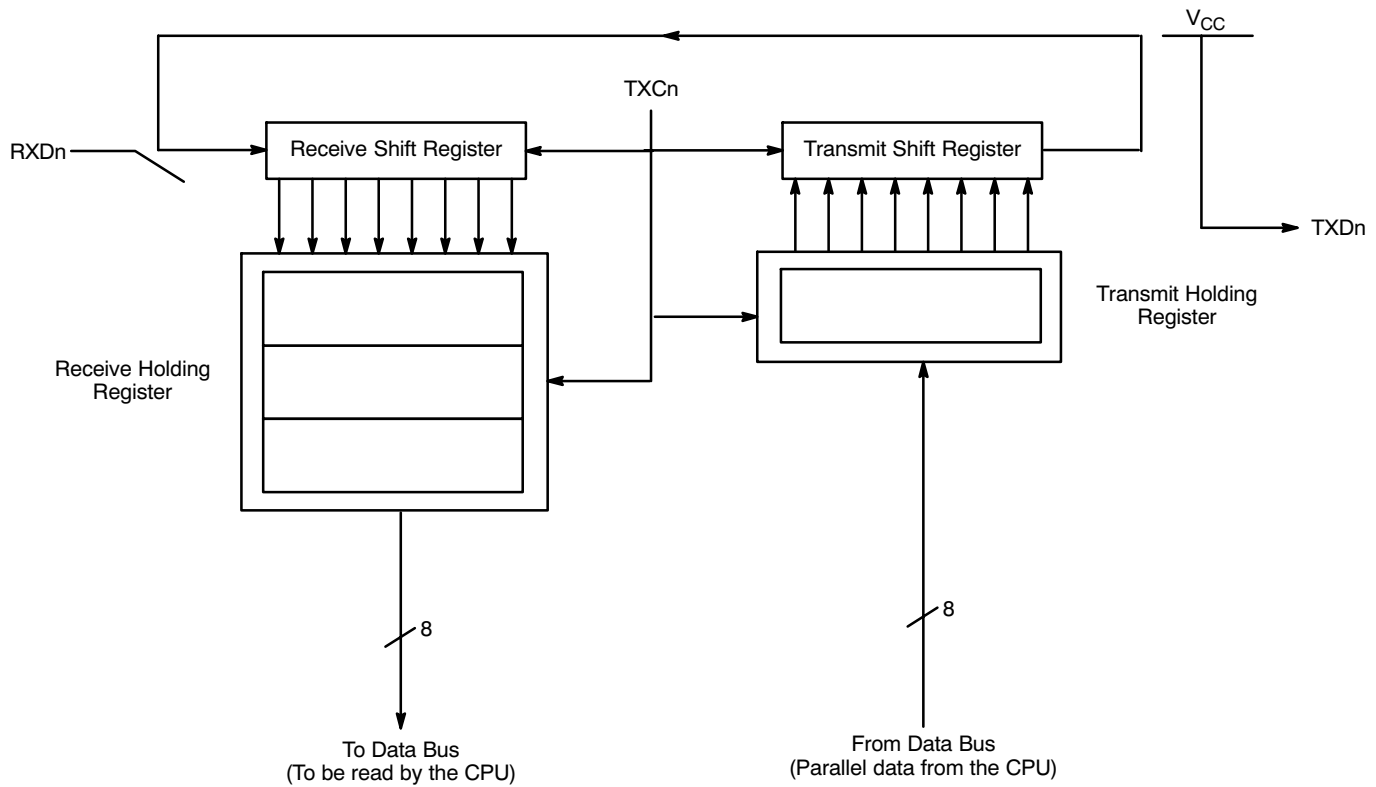 V_CC
TXCn
RXDn
Receive Shift Register
Transmit Shift Register
TXDn
Transmit Holding
Register
Receive Holding
Register
8
8
To Data Bus
(To be read by the CPU)
From Data Bus
(Parallel data from the CPU)